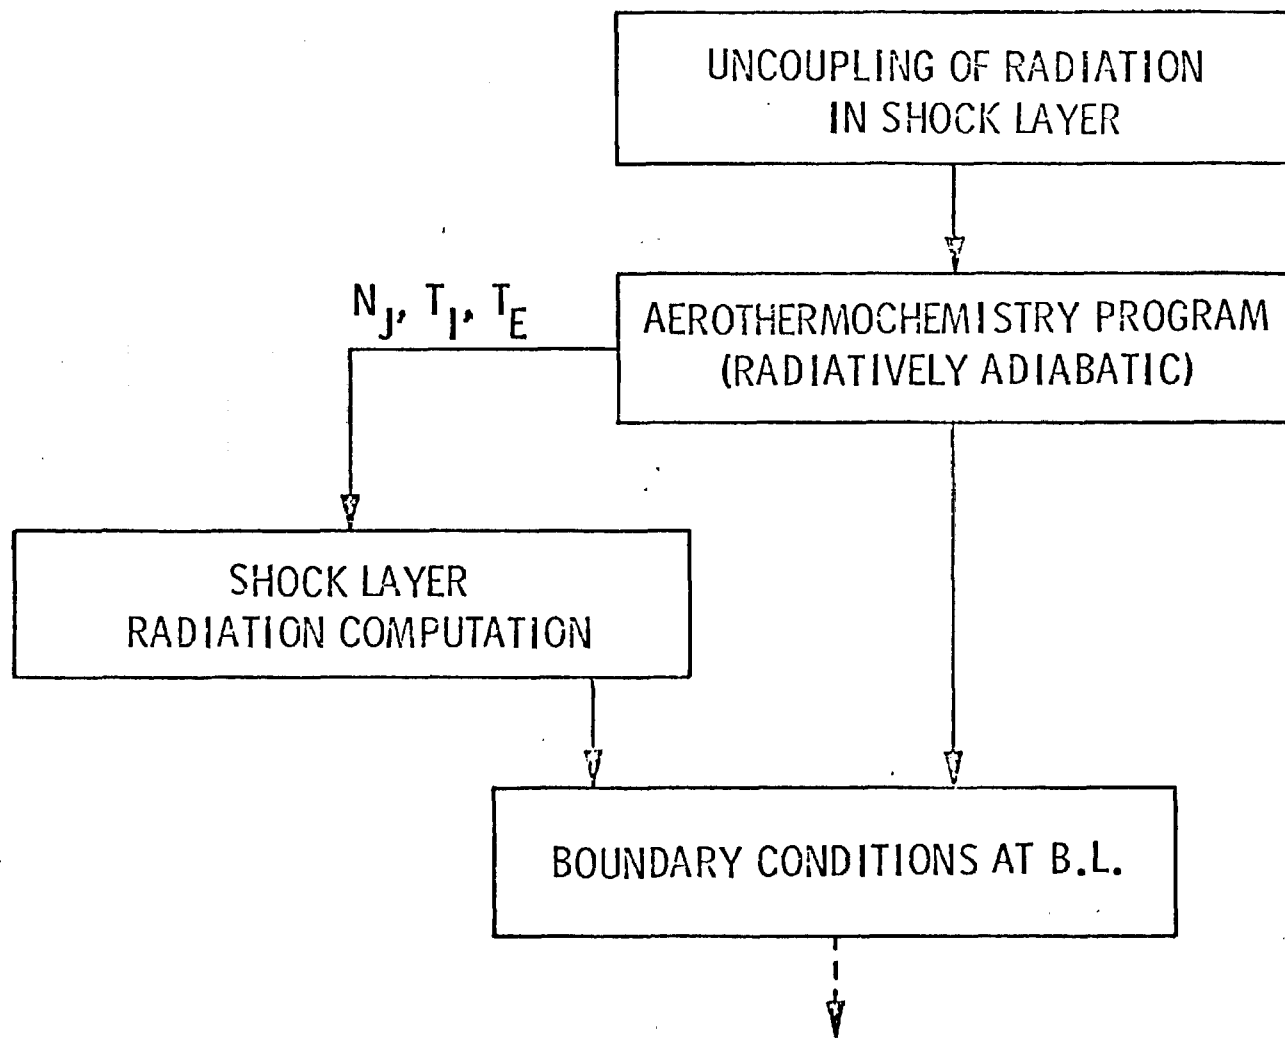 UNCOUPLING OF RADIATION
IN SHOCK LAYER
N_J, T_I, T_E
AEROTHERMOCHEMISTRY PROGRAM
(RADIATIVELY ADIABATIC)
SHOCK LAYER
RADIATION COMPUTATION
BOUNDARY CONDITIONS AT B.L.